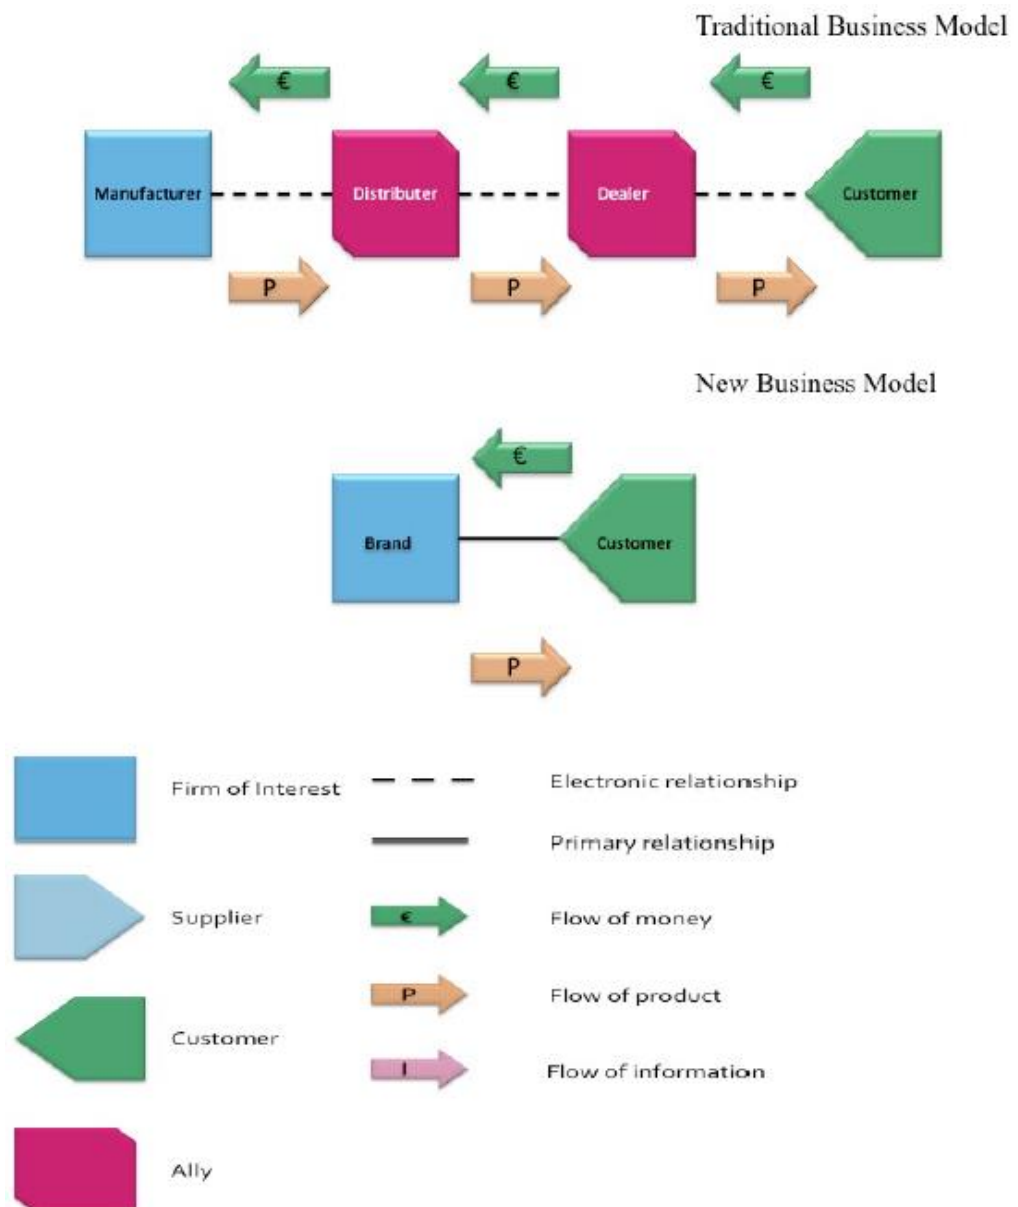 Traditional Business Model
€ € €
Manufacturer Distributer Dealer Customer
P P P
New Business Model
€
Brand Customer
P
Firm of Interest Electronic relationship
Primary relationship
Supplier € Flow of money
P Flow of product
Customer
I Flow of information
Ally